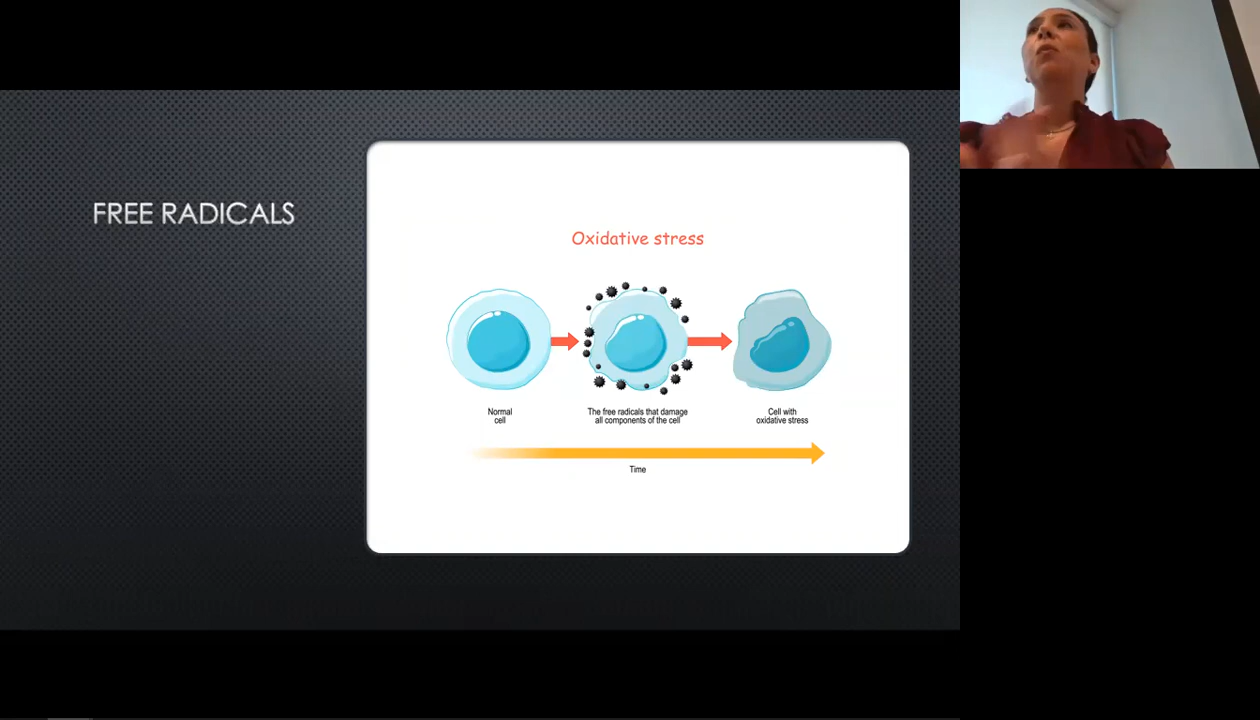 FREE RADICALS
Oxidative stress
Normal
cell
The free radicals that damage
all components of the cell
Cell with
oxidative stress
Time